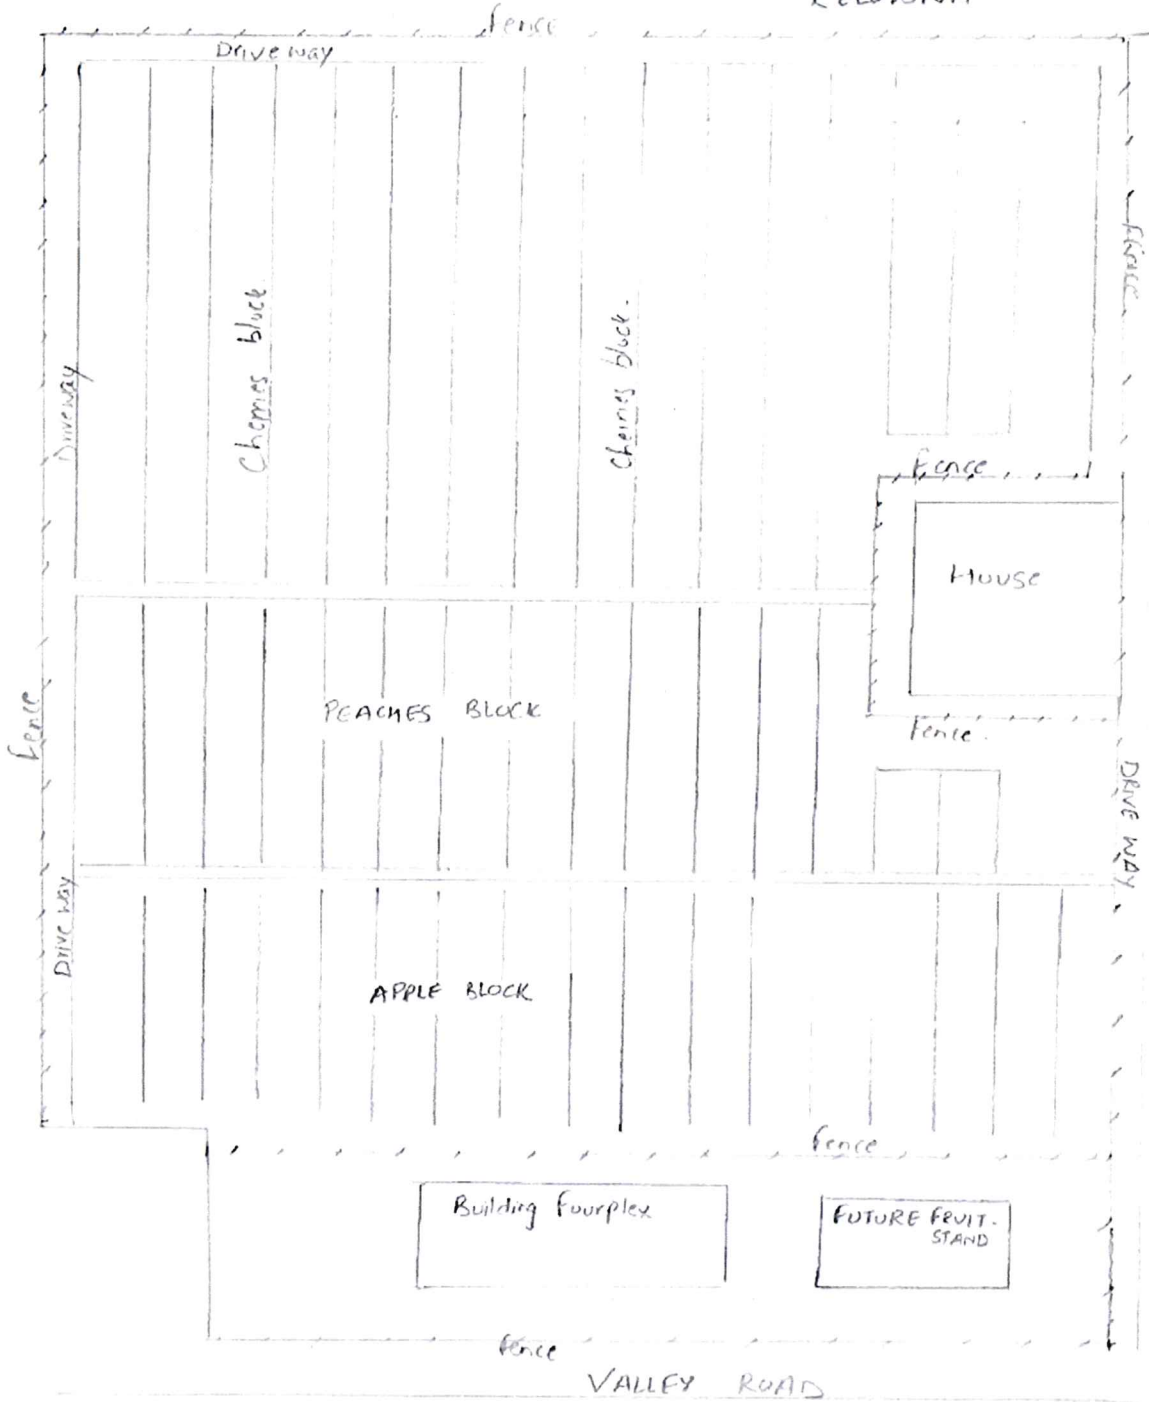 Fence
Driveway
Fence
Cherries block
Cherries block.
Driveway
Fence
House
Fence
PEACHES BLOCK
Fence.
DRIVE WAY
Drive way
APPLE BLOCK
Fence
Building Fourplex
FUTURE FRUIT.
STAND
Fence
VALLEY ROAD